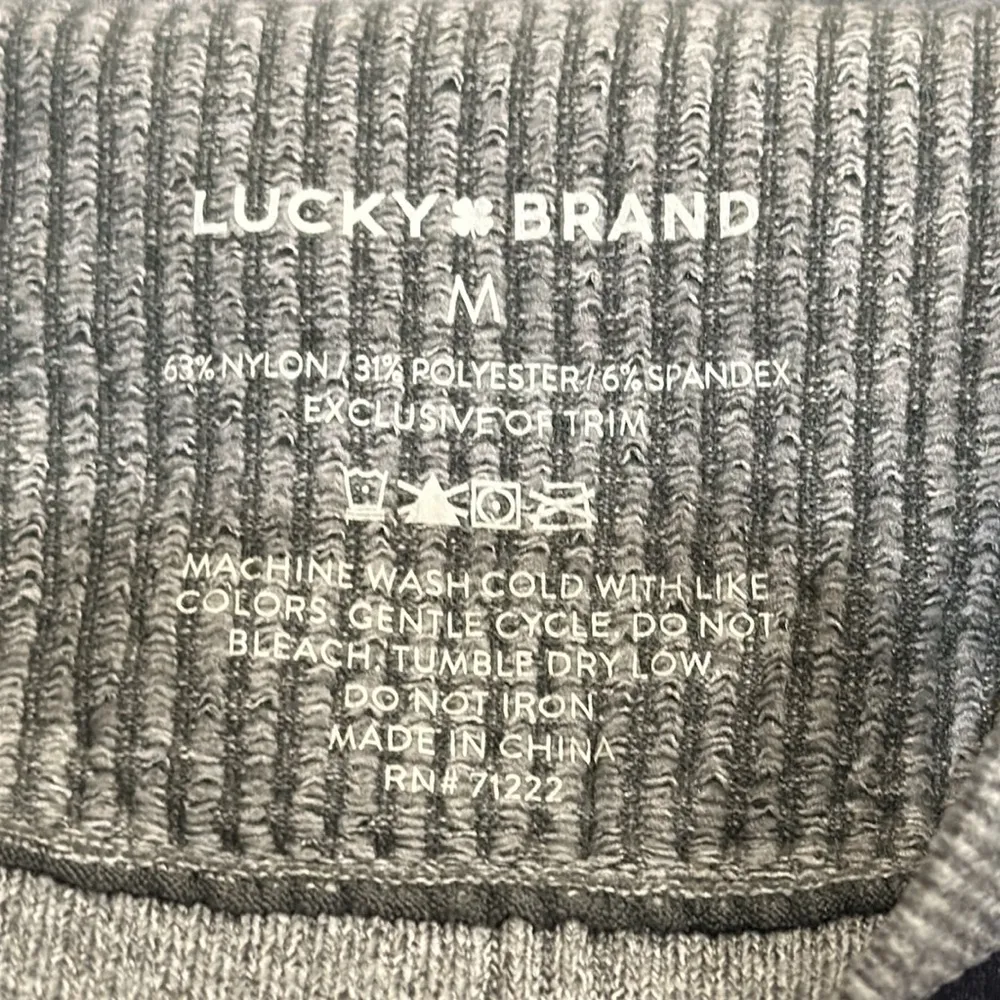 LUCKY BRAND
M
63% NYLON / 31% POLYESTER / 6% SPANDEX
EXCLUSIVE OF TRIM
MACHINE WASH COLD WITH LIKE
COLORS. GENTLE CYCLE. DO NOT
BLEACH. TUMBLE DRY LOW.
DO NOT IRON
MADE IN CHINA
RN# 71222